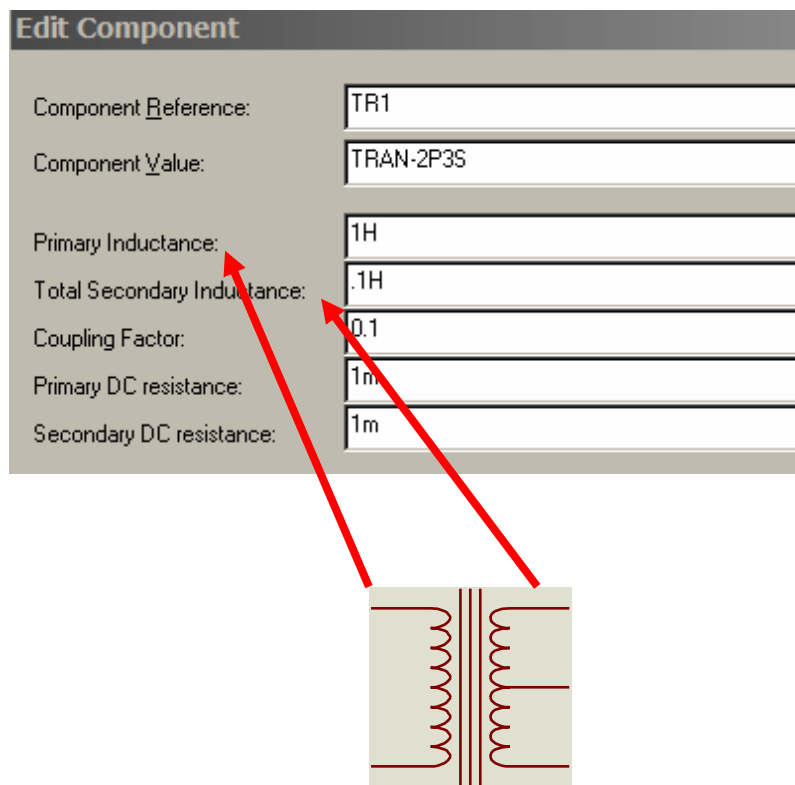 Edit Component
Component Reference: TR1
Component Value: TRAN-2P3S
Primary Inductance: 1H
Total Secondary Inductance: .1H
Coupling Factor: 0.1
Primary DC resistance: 1m
Secondary DC resistance: 1m